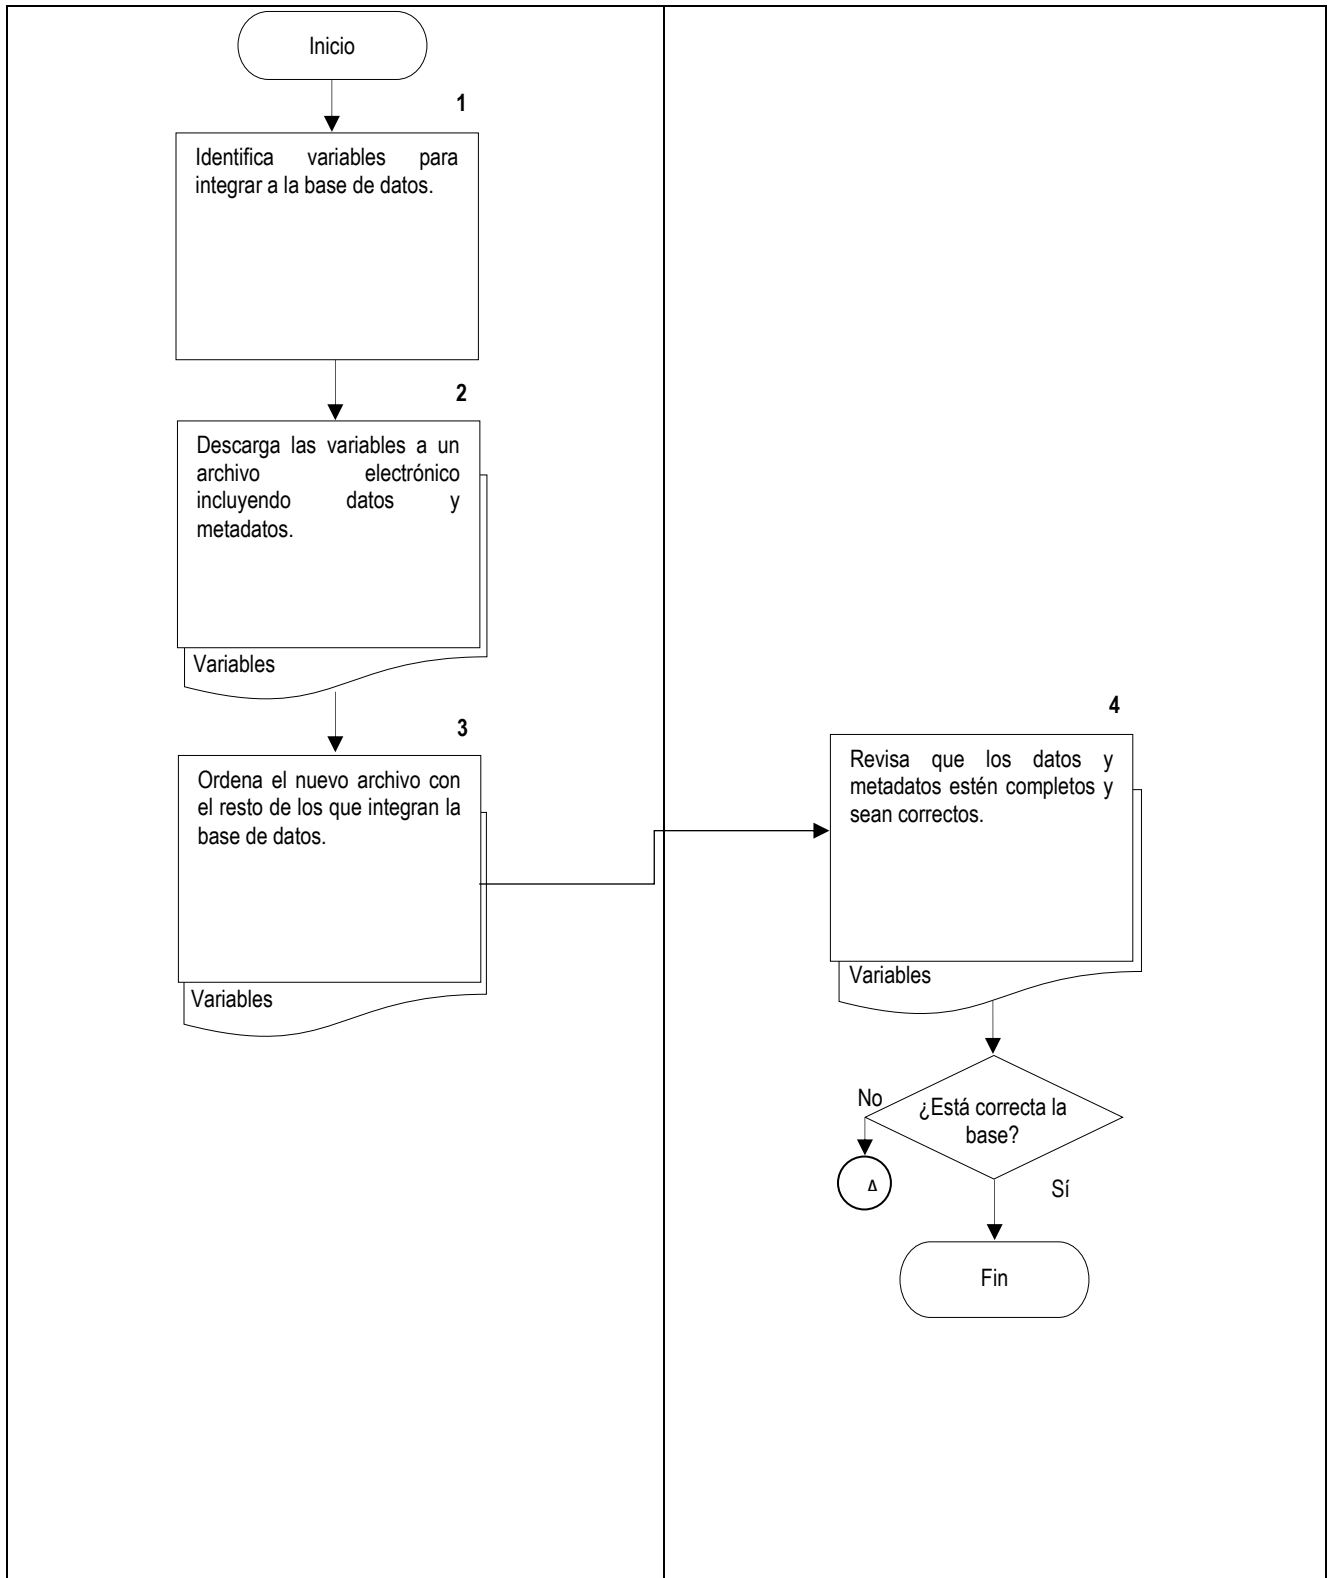 Inicio
1
Identifica variables para
integrar a la base de datos.
2
Descarga las variables a un
archivo electrónico
incluyendo datos y
metadatos.
Variables
3
Ordena el nuevo archivo con
el resto de los que integran la
base de datos.
Variables
4
Revisa que los datos y
metadatos estén completos y
sean correctos.
Variables
No
¿Está correcta la
base?
Sí
Fin